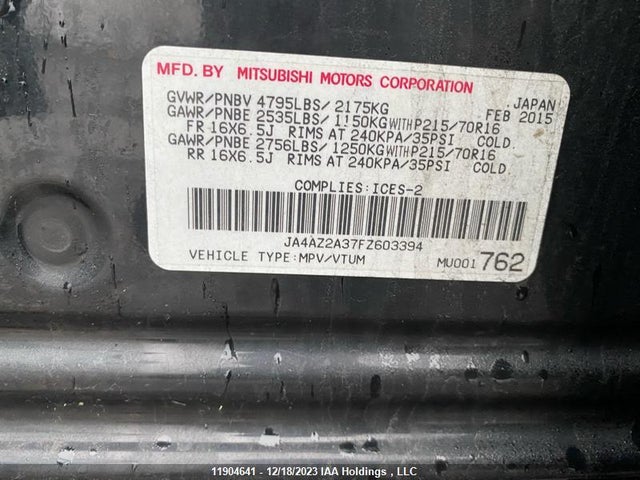 MFD. BY MITSUBISHI MOTORS CORPORATION
GVWR/PNBV 4795LBS/ 2175KG JAPAN
GAWR/PNBE 2535LBS/ 1150KG WITH P215/70R16 FEB 2015
FR 16X6.5J RIMS AT 240KPA/35PSI COLD
GAWR/PNBE 2756LBS/ 1250KG WITH P215/70R16
RR 16X6.5J RIMS AT 240KPA/35PSI COLD
COMPLIES:ICES-2
JA4AZ2A37FZ603394
VEHICLE TYPE:MPV/VTUM MU001762
11904641 - 12/18/2023 IAA Holdings , LLC